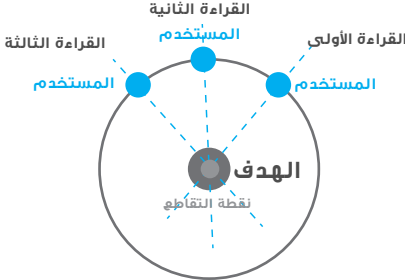 القراءة الثانية
المستخدم
القراءة الأولى
المستخدم
القراءة الثالثة
المستخدم
الهدف
نقطة التقاطع